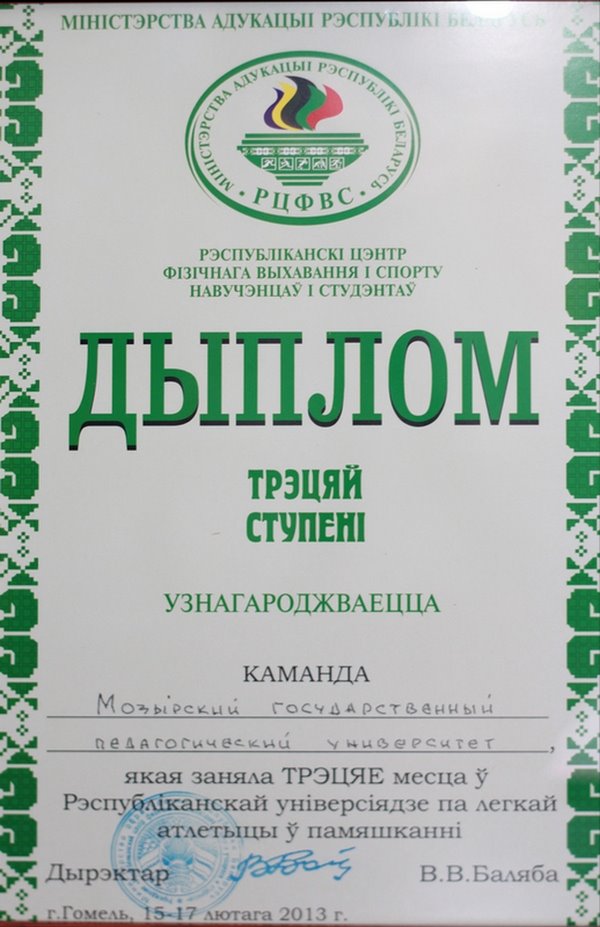 МІНІСТЭРСТВА АДУКАЦЫІ РЭСПУБЛІКІ БЕЛАРУСЬ
МІНІСТЭРСТВА АДУКАЦЫІ РЭСПУБЛІКІ БЕЛАРУСЬ
РЦФВС
РЭСПУБЛІКАНСКІ ЦЭНТР
ФІЗІЧНАГА ВЫХАВАННЯ І СПОРТУ
НАВУЧЭНЦАЎ І СТУДЭНТАЎ
ДЫПЛОМ
ТРЭЦЯЙ
СТУПЕНІ
УЗНАГАРОДЖВАЕЦЦА
КАМАНДА
Мозырский государственный
педагогический университет,
якая заняла ТРЭЦЯЕ месца ў
Рэспубліканскай універсіядзе па легкай
атлетыцы ў памяшканні
Дырэктар В.В.Баляба
г.Гомель, 15-17 лютага 2013 г.